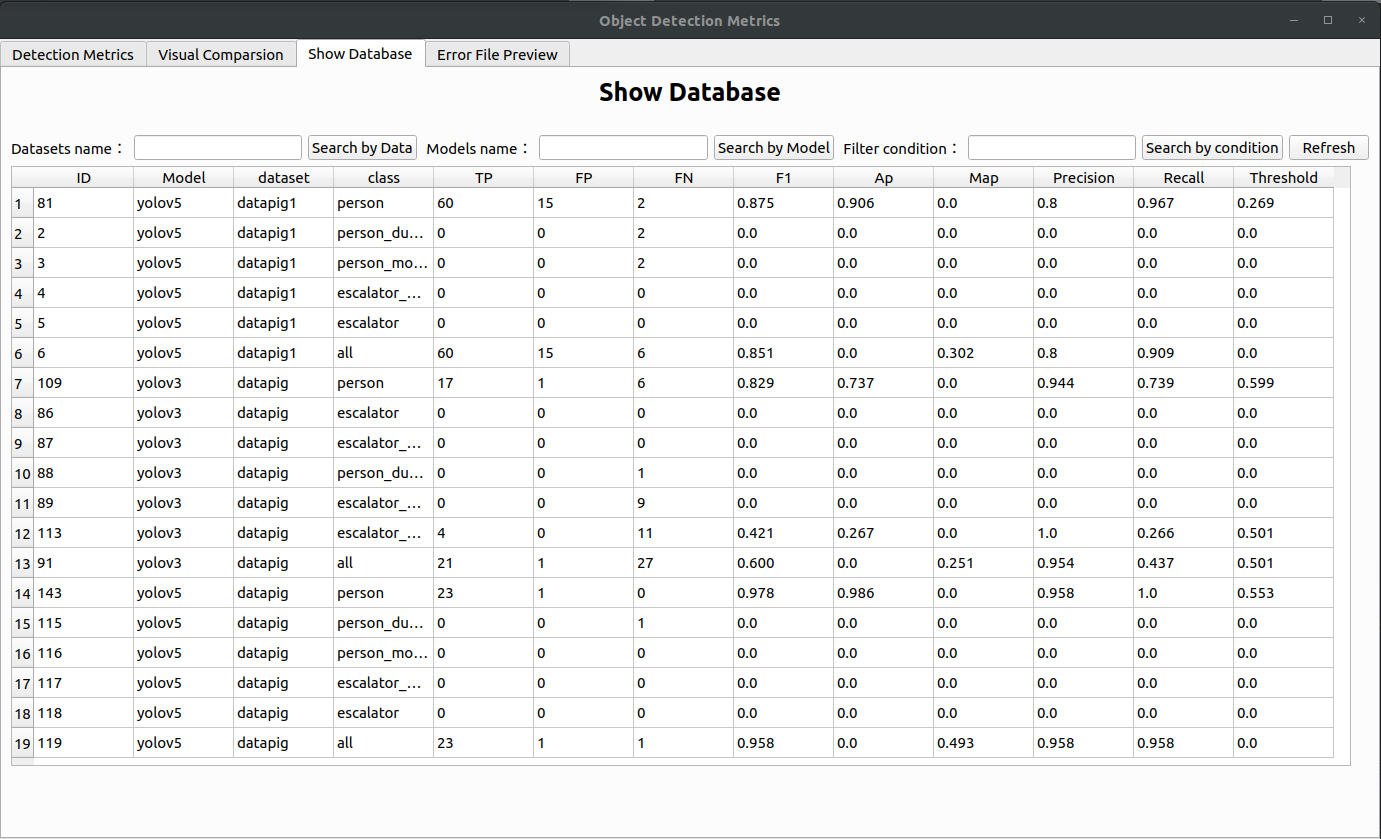 Object Detection Metrics
Detection Metrics Visual Comparsion Show Database Error File Preview
Show Database
Datasets name： Search by Data Models name： Search by Model Filter condition： Search by condition Refresh
ID Model dataset class TP FP FN F1 Ap Map Precision Recall Threshold
1 81 yolov5 datapig1 person 60 15 2 0.875 0.906 0.0 0.8 0.967 0.269
2 2 yolov5 datapig1 person_du... 0 0 2 0.0 0.0 0.0 0.0 0.0 0.0
3 3 yolov5 datapig1 person_mo... 0 0 2 0.0 0.0 0.0 0.0 0.0 0.0
4 4 yolov5 datapig1 escalator_... 0 0 0 0.0 0.0 0.0 0.0 0.0 0.0
5 5 yolov5 datapig1 escalator 0 0 0 0.0 0.0 0.0 0.0 0.0 0.0
6 6 yolov5 datapig1 all 60 15 6 0.851 0.0 0.302 0.8 0.909 0.0
7 109 yolov3 datapig person 17 1 6 0.829 0.737 0.0 0.944 0.739 0.599
8 86 yolov3 datapig escalator 0 0 0 0.0 0.0 0.0 0.0 0.0 0.0
9 87 yolov3 datapig escalator_... 0 0 0 0.0 0.0 0.0 0.0 0.0 0.0
10 88 yolov3 datapig person_du... 0 0 1 0.0 0.0 0.0 0.0 0.0 0.0
11 89 yolov3 datapig escalator_... 0 0 9 0.0 0.0 0.0 0.0 0.0 0.0
12 113 yolov3 datapig escalator_... 4 0 11 0.421 0.267 0.0 1.0 0.266 0.501
13 91 yolov3 datapig all 21 1 27 0.600 0.0 0.251 0.954 0.437 0.501
14 143 yolov5 datapig person 23 1 0 0.978 0.986 0.0 0.958 1.0 0.553
15 115 yolov5 datapig person_du... 0 0 1 0.0 0.0 0.0 0.0 0.0 0.0
16 116 yolov5 datapig person_mo... 0 0 0 0.0 0.0 0.0 0.0 0.0 0.0
17 117 yolov5 datapig escalator_... 0 0 0 0.0 0.0 0.0 0.0 0.0 0.0
18 118 yolov5 datapig escalator 0 0 0 0.0 0.0 0.0 0.0 0.0 0.0
19 119 yolov5 datapig all 23 1 1 0.958 0.0 0.493 0.958 0.958 0.0